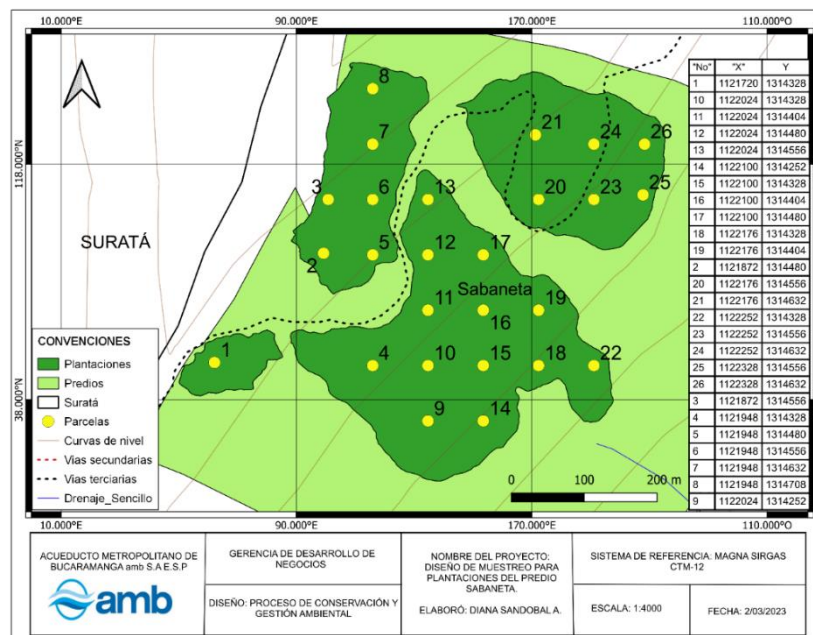 10.000°E 90.000°E 170.000°E 110.000°O
118.000°N
38.000°N
118.000°N
38.000°N
8
7
3 6
2 5
21 24 26
20 23 25
13
12 17
Sabaneta
11 16 19
1
4 10 15 18 22
9 14
SURATÁ
CONVENCIONES
Plantaciones
Predios
Suratá
Parcelas
Curvas de nivel
Vias secundarias
Vias terciarias
Drenaje_Sencillo
0 100 200 m
10.000°E 90.000°E 170.000°E 110.000°O
"No" "X" Y
1 1121720 1314328
10 1122024 1314328
11 1122024 1314404
12 1122024 1314480
13 1122024 1314556
14 1122100 1314252
15 1122100 1314328
16 1122100 1314404
17 1122100 1314480
18 1122176 1314328
19 1122176 1314404
2 1121872 1314480
20 1122176 1314556
21 1122176 1314632
22 1122252 1314328
23 1122252 1314556
24 1122252 1314632
25 1122328 1314556
26 1122328 1314632
3 1121872 1314556
4 1121948 1314328
5 1121948 1314480
6 1121948 1314556
7 1121948 1314632
8 1121948 1314708
9 1122024 1314252
ACUEDUCTO METROPOLITANO DE
BUCARAMANGA amb S.A E.S.P
amb
GERENCIA DE DESARROLLO DE
NEGOCIOS
DISEÑO: PROCESO DE CONSERVACIÓN Y
GESTIÓN AMBIENTAL
NOMBRE DEL PROYECTO:
DISEÑO DE MUESTREO PARA
PLANTACIONES DEL PREDIO
SABANETA.
ELABORÓ: DIANA SANDOBAL A.
SISTEMA DE REFERENCIA: MAGNA SIRGAS
CTM-12
ESCALA: 1:4000
FECHA: 2/03/2023